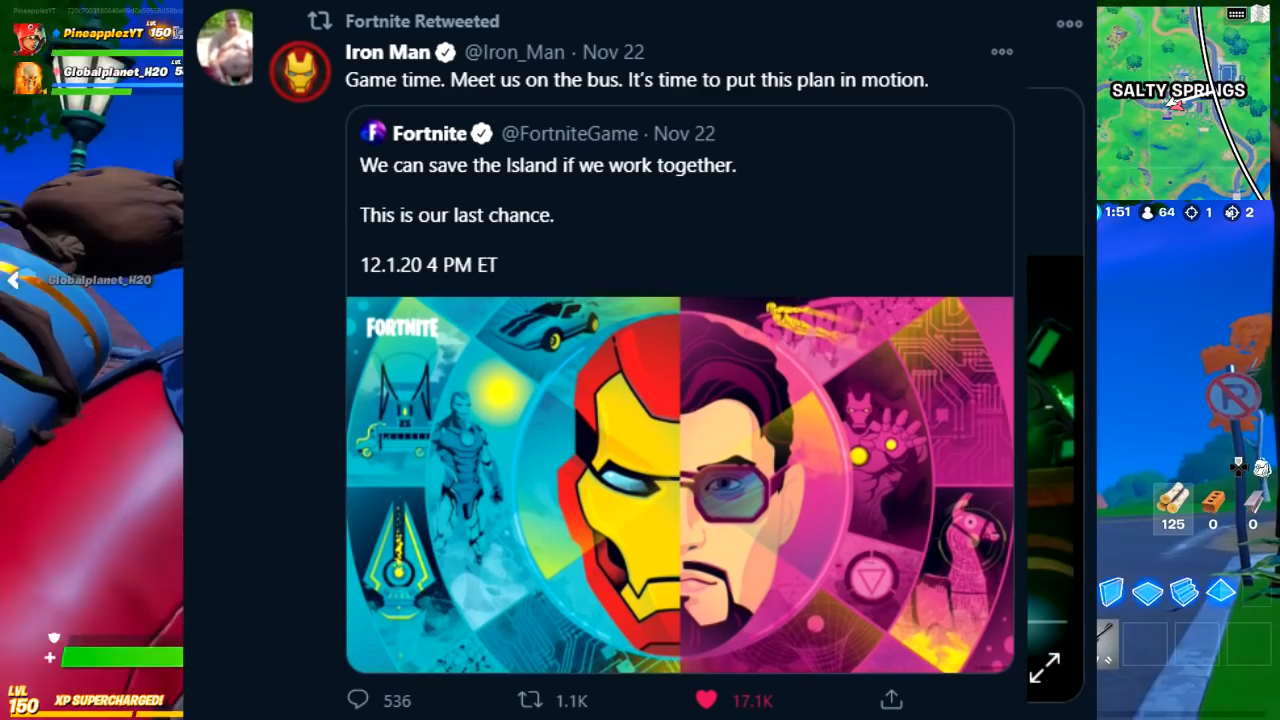 PineapplezYT
LVL 150
PineapplezYT
Globalplanet_H20
Globalplanet_H20
LVL 150
XP SUPERCHARGED!
Fortnite Retweeted
Iron Man @Iron_Man · Nov 22
Game time. Meet us on the bus. It's time to put this plan in motion.
Fortnite @FortniteGame · Nov 22
We can save the Island if we work together.
This is our last chance.
12.1.20 4 PM ET
FORTNITE
536
1.1K
17.1K
SALTY SPRINGS
1:51 64 1 2
P
125 0 0